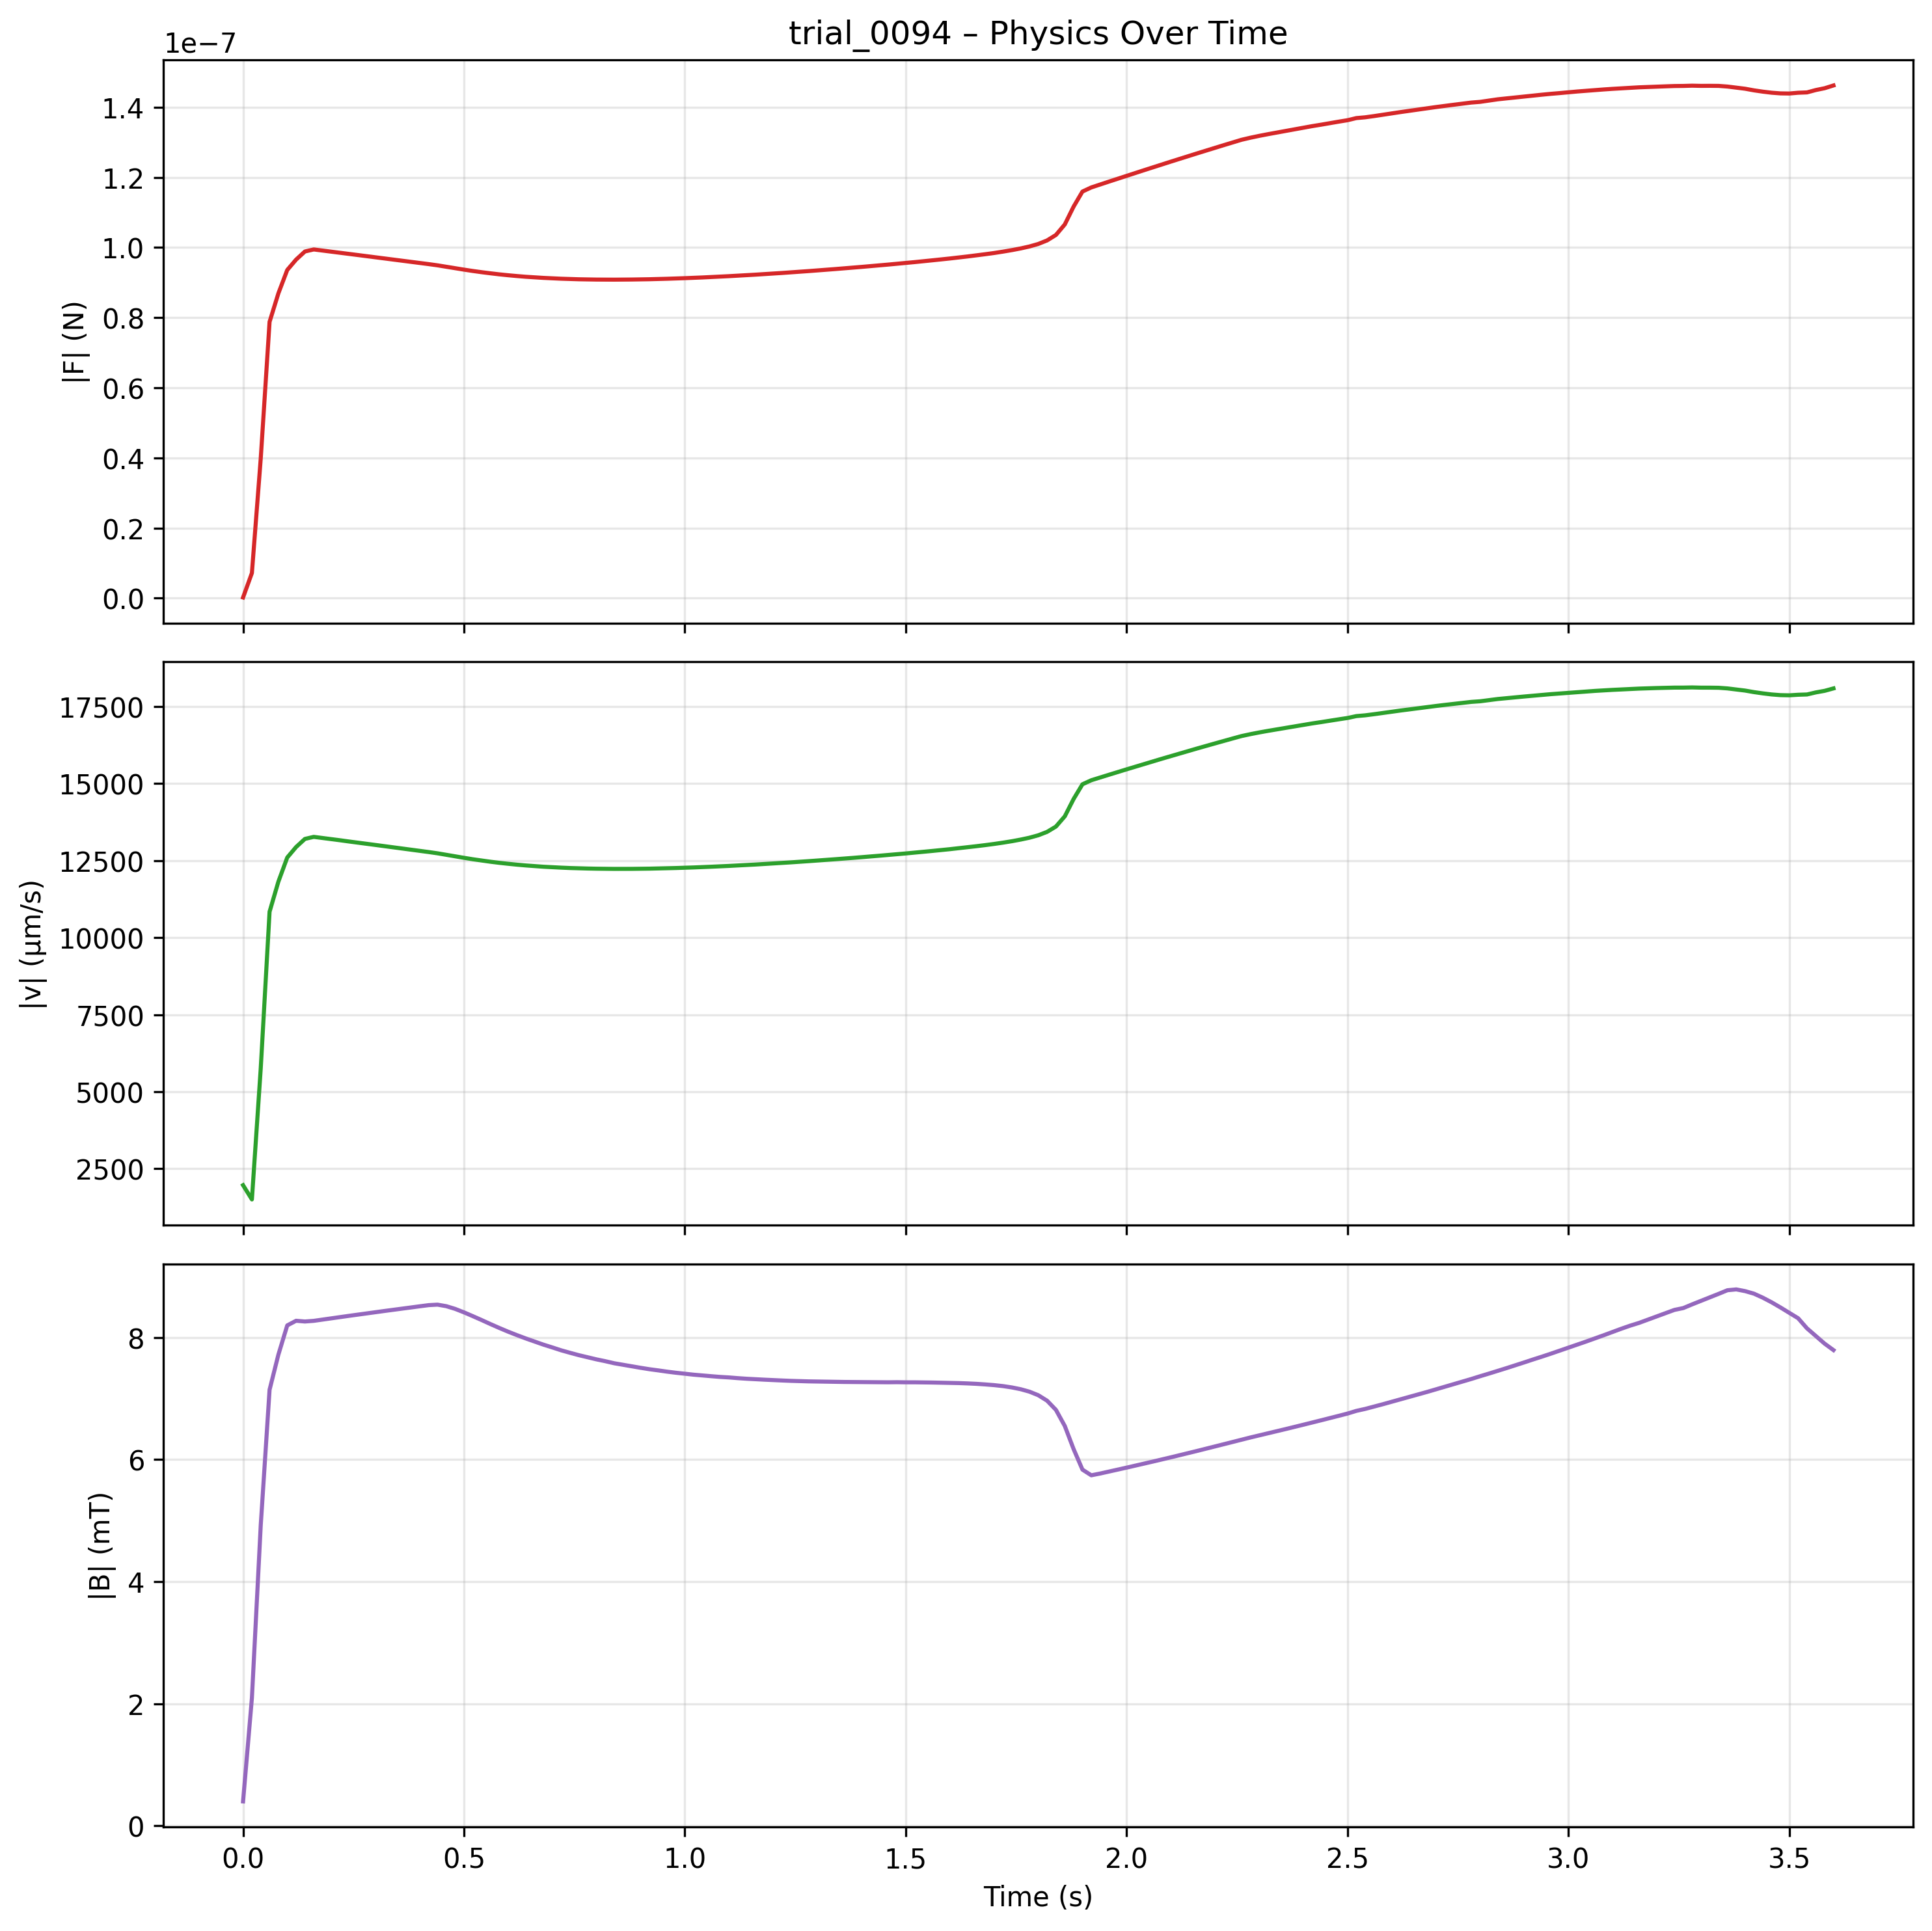 trial_0094 – Physics Over Time
1e−7
1.4
1.2
1.0
0.8
0.6
0.4
0.2
0.0
|F| (N)
17500
15000
12500
10000
7500
5000
2500
|v| (μm/s)
8
6
4
2
0
|B| (mT)
0.0 0.5 1.0 1.5 2.0 2.5 3.0 3.5
Time (s)